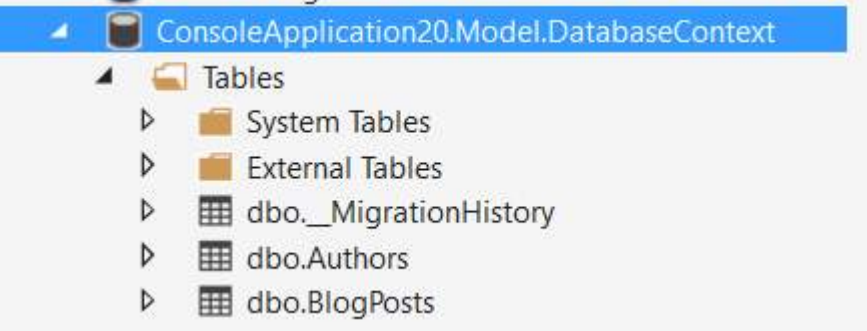 ConsoleApplication20.Model.DatabaseContext
Tables
System Tables
External Tables
dbo.__MigrationHistory
dbo.Authors
dbo.BlogPosts